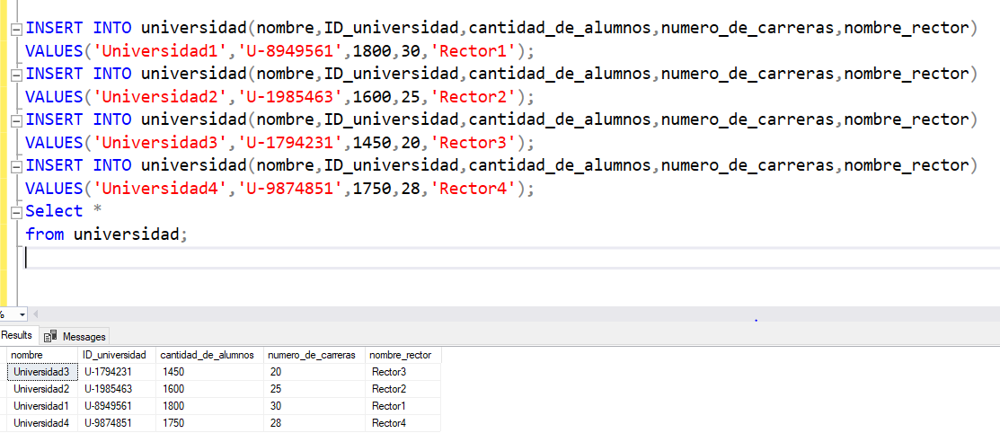 INSERT INTO universidad(nombre,ID_universidad,cantidad_de_alumnos,numero_de_carreras,nombre_rector)
VALUES('Universidad1','U-8949561',1800,30,'Rector1');
INSERT INTO universidad(nombre,ID_universidad,cantidad_de_alumnos,numero_de_carreras,nombre_rector)
VALUES('Universidad2','U-1985463',1600,25,'Rector2');
INSERT INTO universidad(nombre,ID_universidad,cantidad_de_alumnos,numero_de_carreras,nombre_rector)
VALUES('Universidad3','U-1794231',1450,20,'Rector3');
INSERT INTO universidad(nombre,ID_universidad,cantidad_de_alumnos,numero_de_carreras,nombre_rector)
VALUES('Universidad4','U-9874851',1750,28,'Rector4');
Select *
from universidad;
%
Results Messages
nombre ID_universidad cantidad_de_alumnos numero_de_carreras nombre_rector
Universidad3 U-1794231 1450 20 Rector3
Universidad2 U-1985463 1600 25 Rector2
Universidad1 U-8949561 1800 30 Rector1
Universidad4 U-9874851 1750 28 Rector4